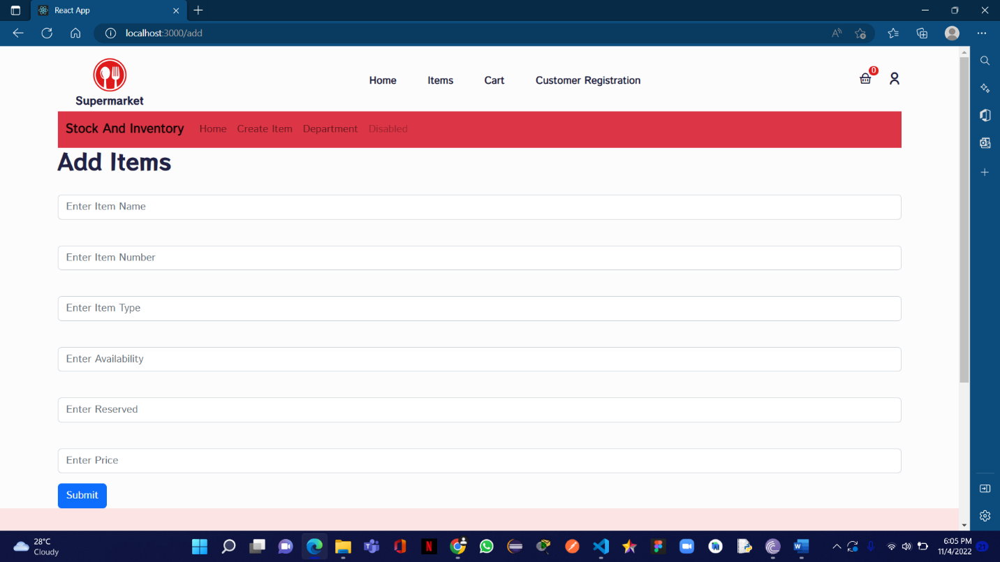 React App
localhost:3000/add
Supermarket
Home Items Cart Customer Registration
0
Stock And Inventory Home Create Item Department Disabled
Add Items
Enter Item Name
Enter Item Number
Enter Item Type
Enter Availability
Enter Reserved
Enter Price
Submit
28°C
Cloudy
6:05 PM
11/4/2022
21